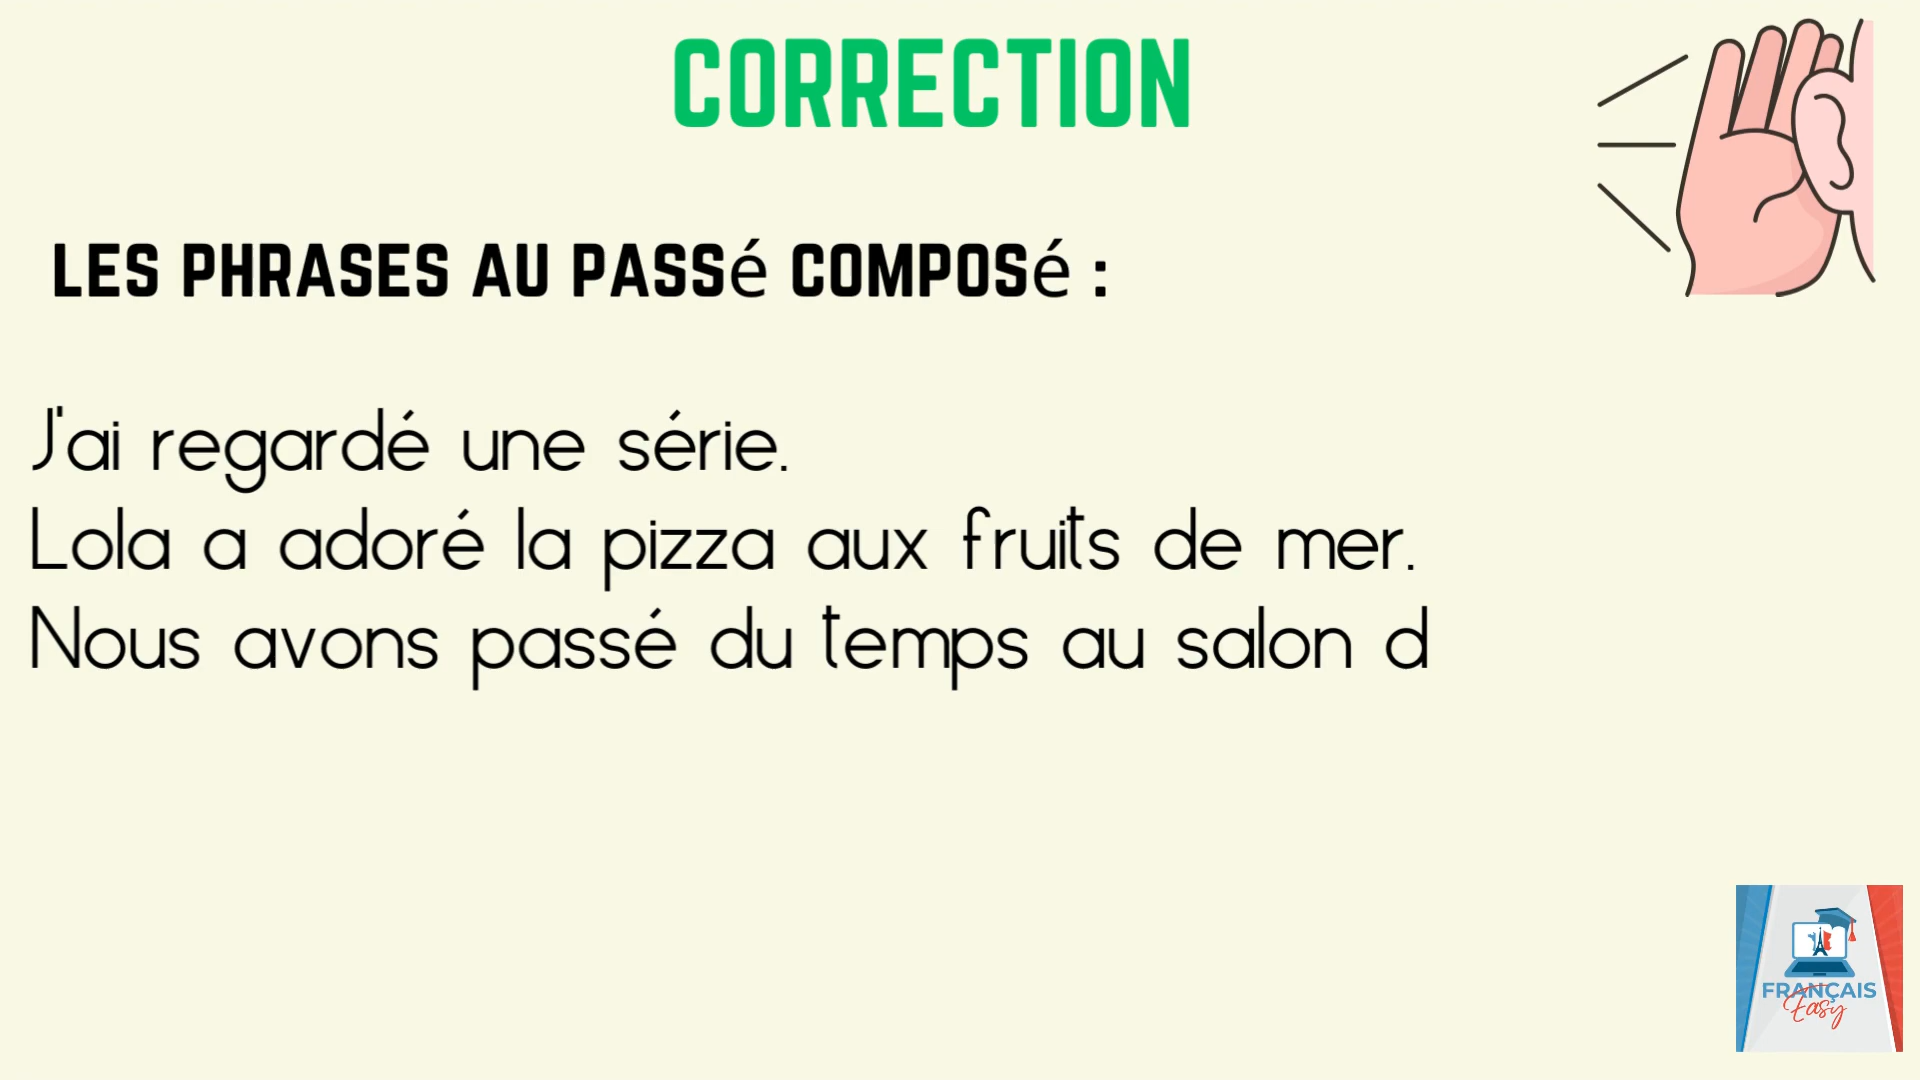 CORRECTION
LES PHRASES AU PASSé COMPOSé :
J'ai regardé une série.
Lola a adoré la pizza aux fruits de mer.
Nous avons passé du temps au salon d
FRANÇAIS
Easy